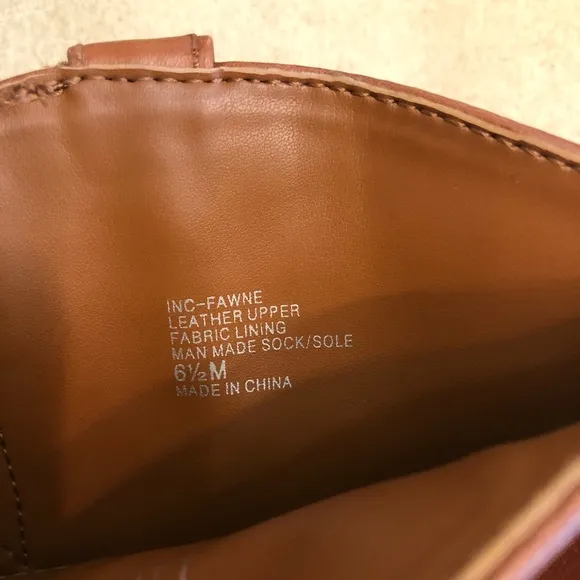 INC-FAWNE
LEATHER UPPER
FABRIC LINING
MAN MADE SOCK/SOLE
6½M
MADE IN CHINA